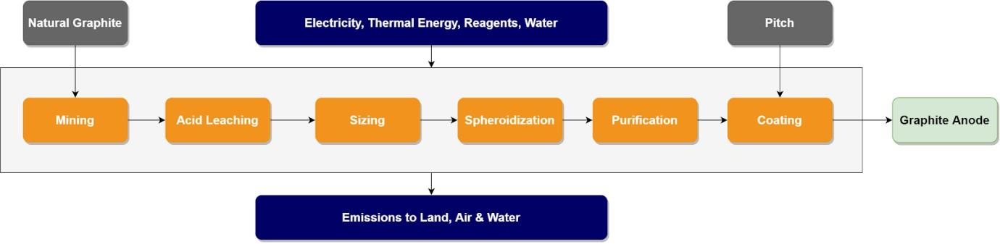 Natural Graphite
Electricity, Thermal Energy, Reagents, Water
Pitch
Mining
Acid Leaching
Sizing
Spheroidization
Purification
Coating
Graphite Anode
Emissions to Land, Air & Water